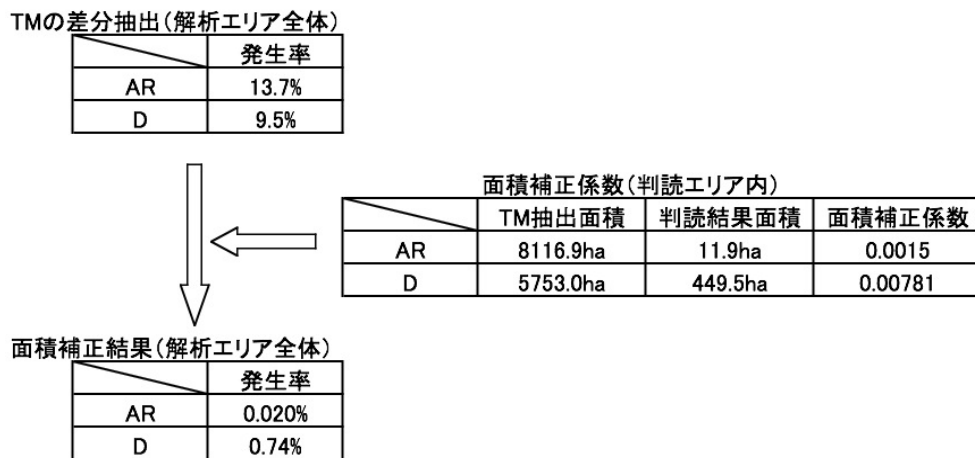 TMの差分抽出(解析エリア全体)
発生率
AR 13.7%
D 9.5%
面積補正係数(判読エリア内)
TM抽出面積 判読結果面積 面積補正係数
AR 8116.9ha 11.9ha 0.0015
D 5753.0ha 449.5ha 0.00781
面積補正結果(解析エリア全体)
発生率
AR 0.020%
D 0.74%